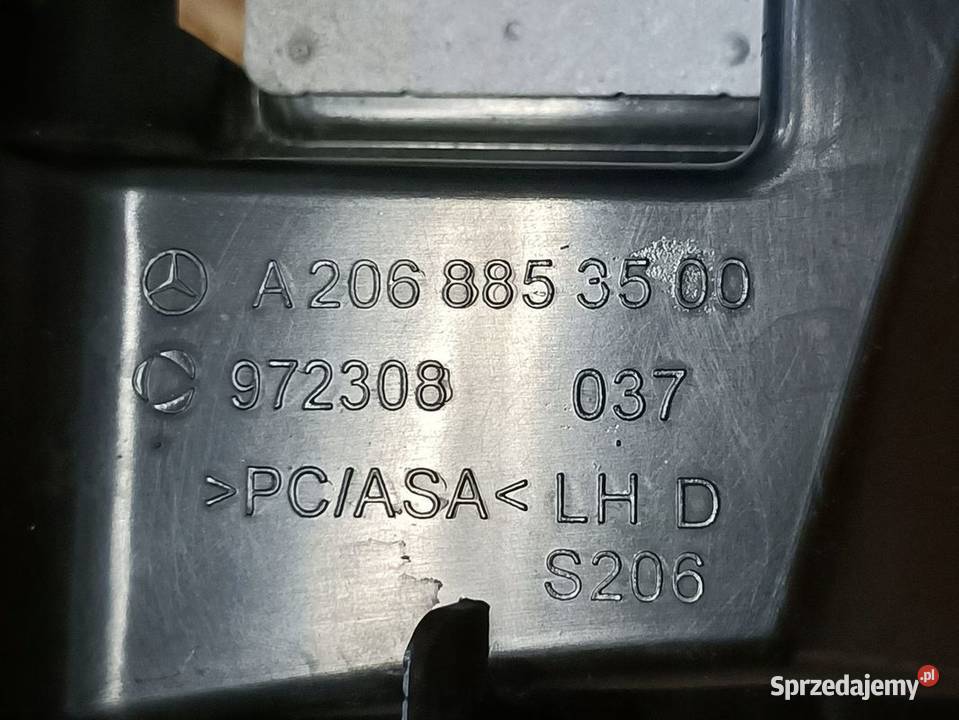 A 206 885 35 00
972308 037
>PC/ASA< LH D
S206
Sprzedajemy.pl